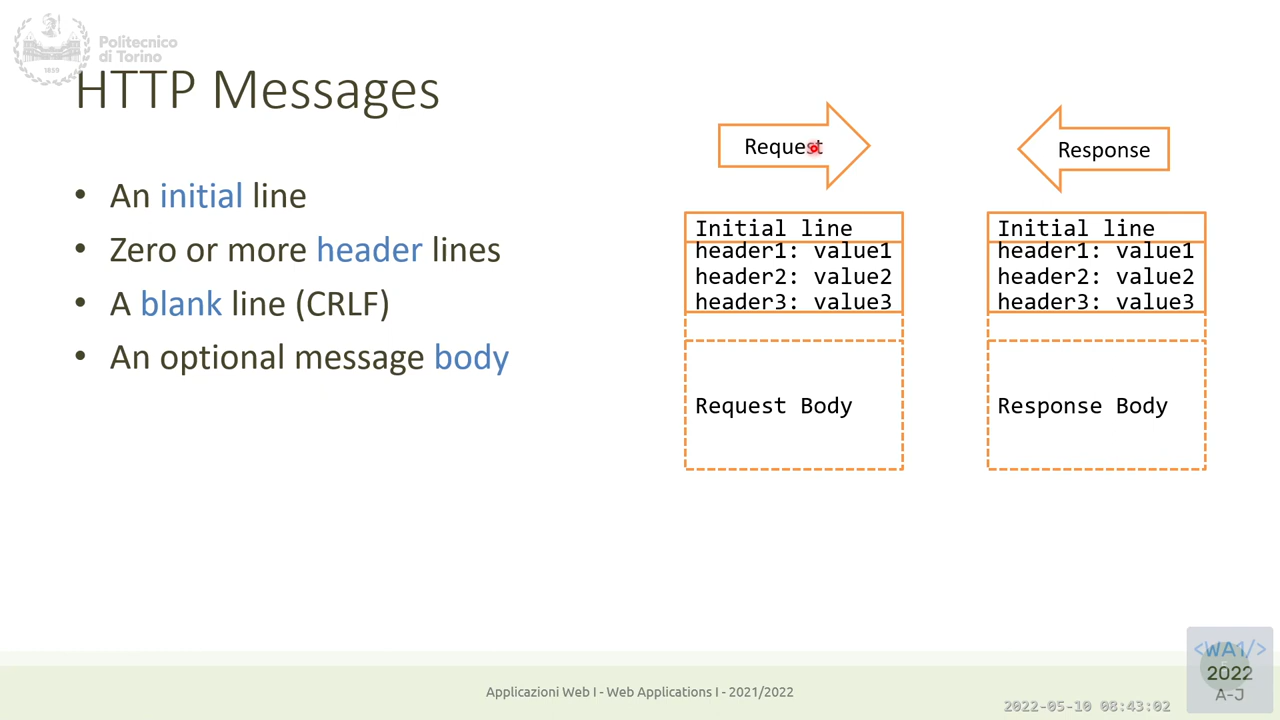 Politecnico
di Torino
1859
HTTP Messages
• An initial line
• Zero or more header lines
• A blank line (CRLF)
• An optional message body
Request
Initial line
header1: value1
header2: value2
header3: value3
Request Body
Response
Initial line
header1: value1
header2: value2
header3: value3
Response Body
Applicazioni Web I - Web Applications I - 2021/2022
2022-05-10 08:43:02
<WA1/>
2022
A-J